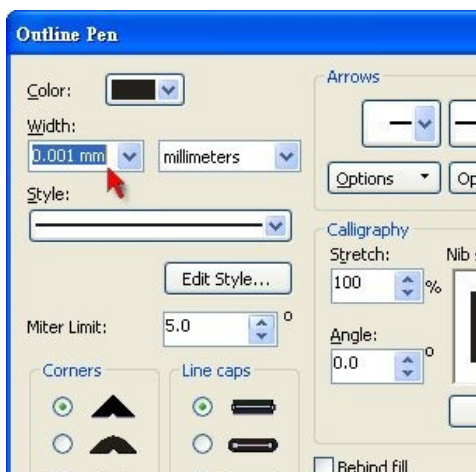 Outline Pen
Color:
Width:
0.001 mm
millimeters
Style:
Edit Style...
Miter Limit:
5.0
°
Corners
Line caps
Arrows
Options
Op
Calligraphy
Stretch:
Nib
100
%
Angle:
0.0
°
Behind fill